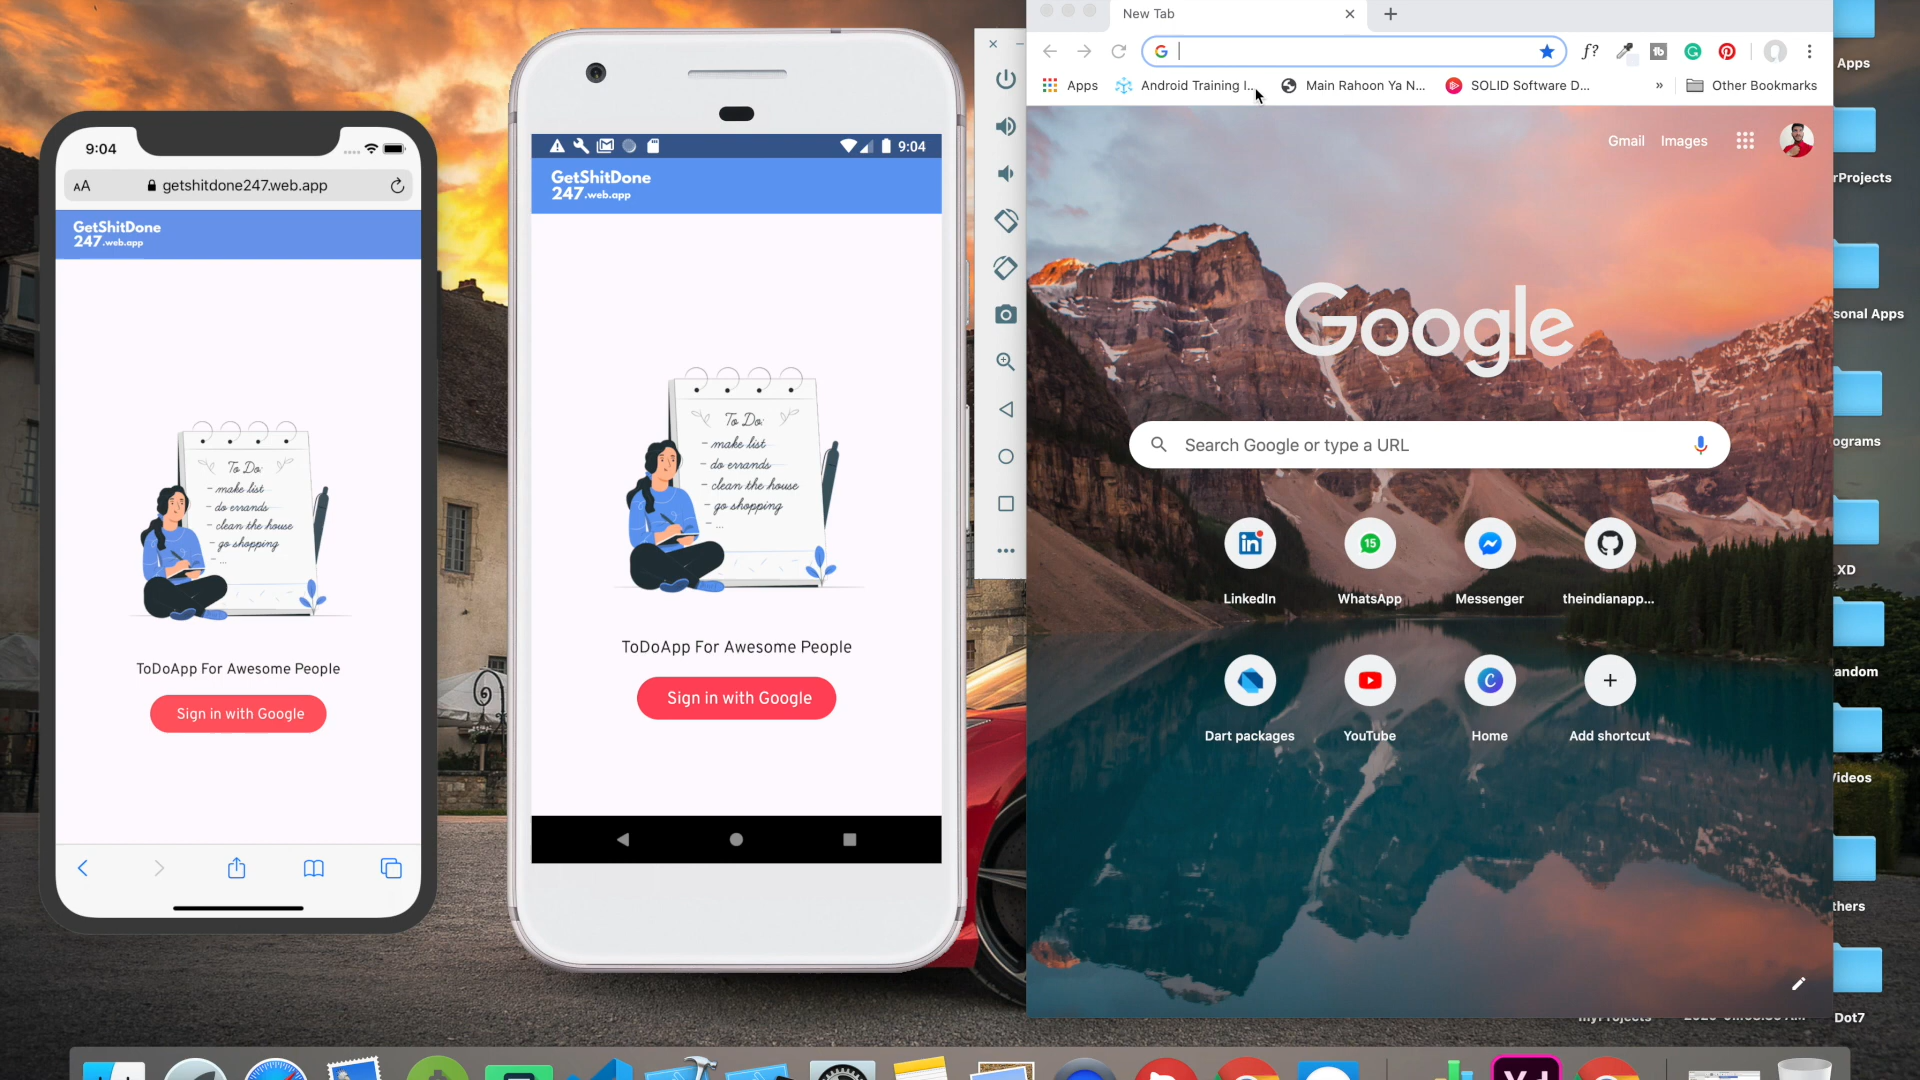 9:04
AA
getshitdone247.web.app
GetShitDone
247.web.app
To Do:
- make list
- do errands
- clean the house
- go shopping
- ...
ToDoApp For Awesome People
Sign in with Google
9:04
GetShitDone
247.web.app
To Do:
- make list
- do errands
- clean the house
- go shopping
- ...
ToDoApp For Awesome People
Sign in with Google
New Tab
f?
Apps
Android Training I...
Main Rahoon Ya N...
SOLID Software D...
»
Other Bookmarks
Gmail
Images
Google
Search Google or type a URL
15
LinkedIn
WhatsApp
Messenger
theindianapp...
Dart packages
YouTube
Home
Add shortcut
Apps
rProjects
sonal Apps
ograms
XD
andom
Videos
thers
Dot7